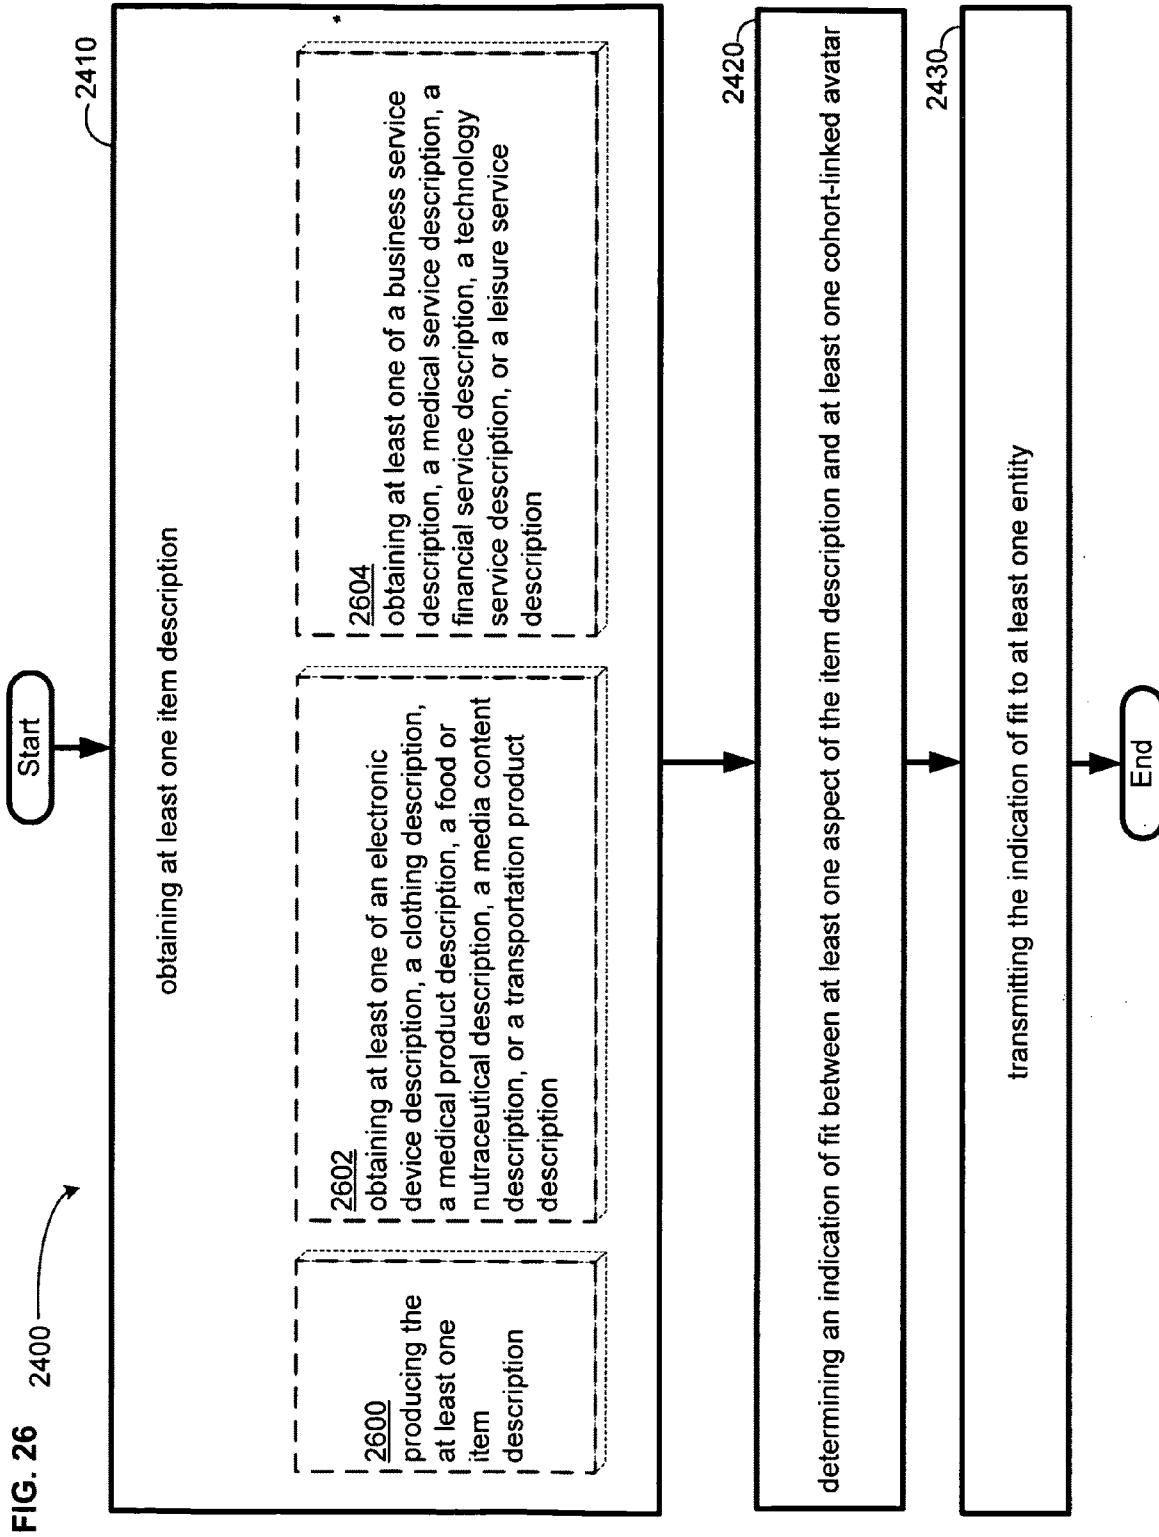 FIG. 26
2400
Start
2410
obtaining at least one item description
2600
producing the
at least one
item
description
2602
obtaining at least one of an electronic
device description, a clothing description,
a medical product description, a food or
nutraceutical description, a media content
description, or a transportation product
description
2604
obtaining at least one of a business service
description, a medical service description, a
financial service description, a technology
service description, or a leisure service
description
2420
determining an indication of fit between at least one aspect of the item description and at least one cohort-linked avatar
2430
transmitting the indication of fit to at least one entity
End